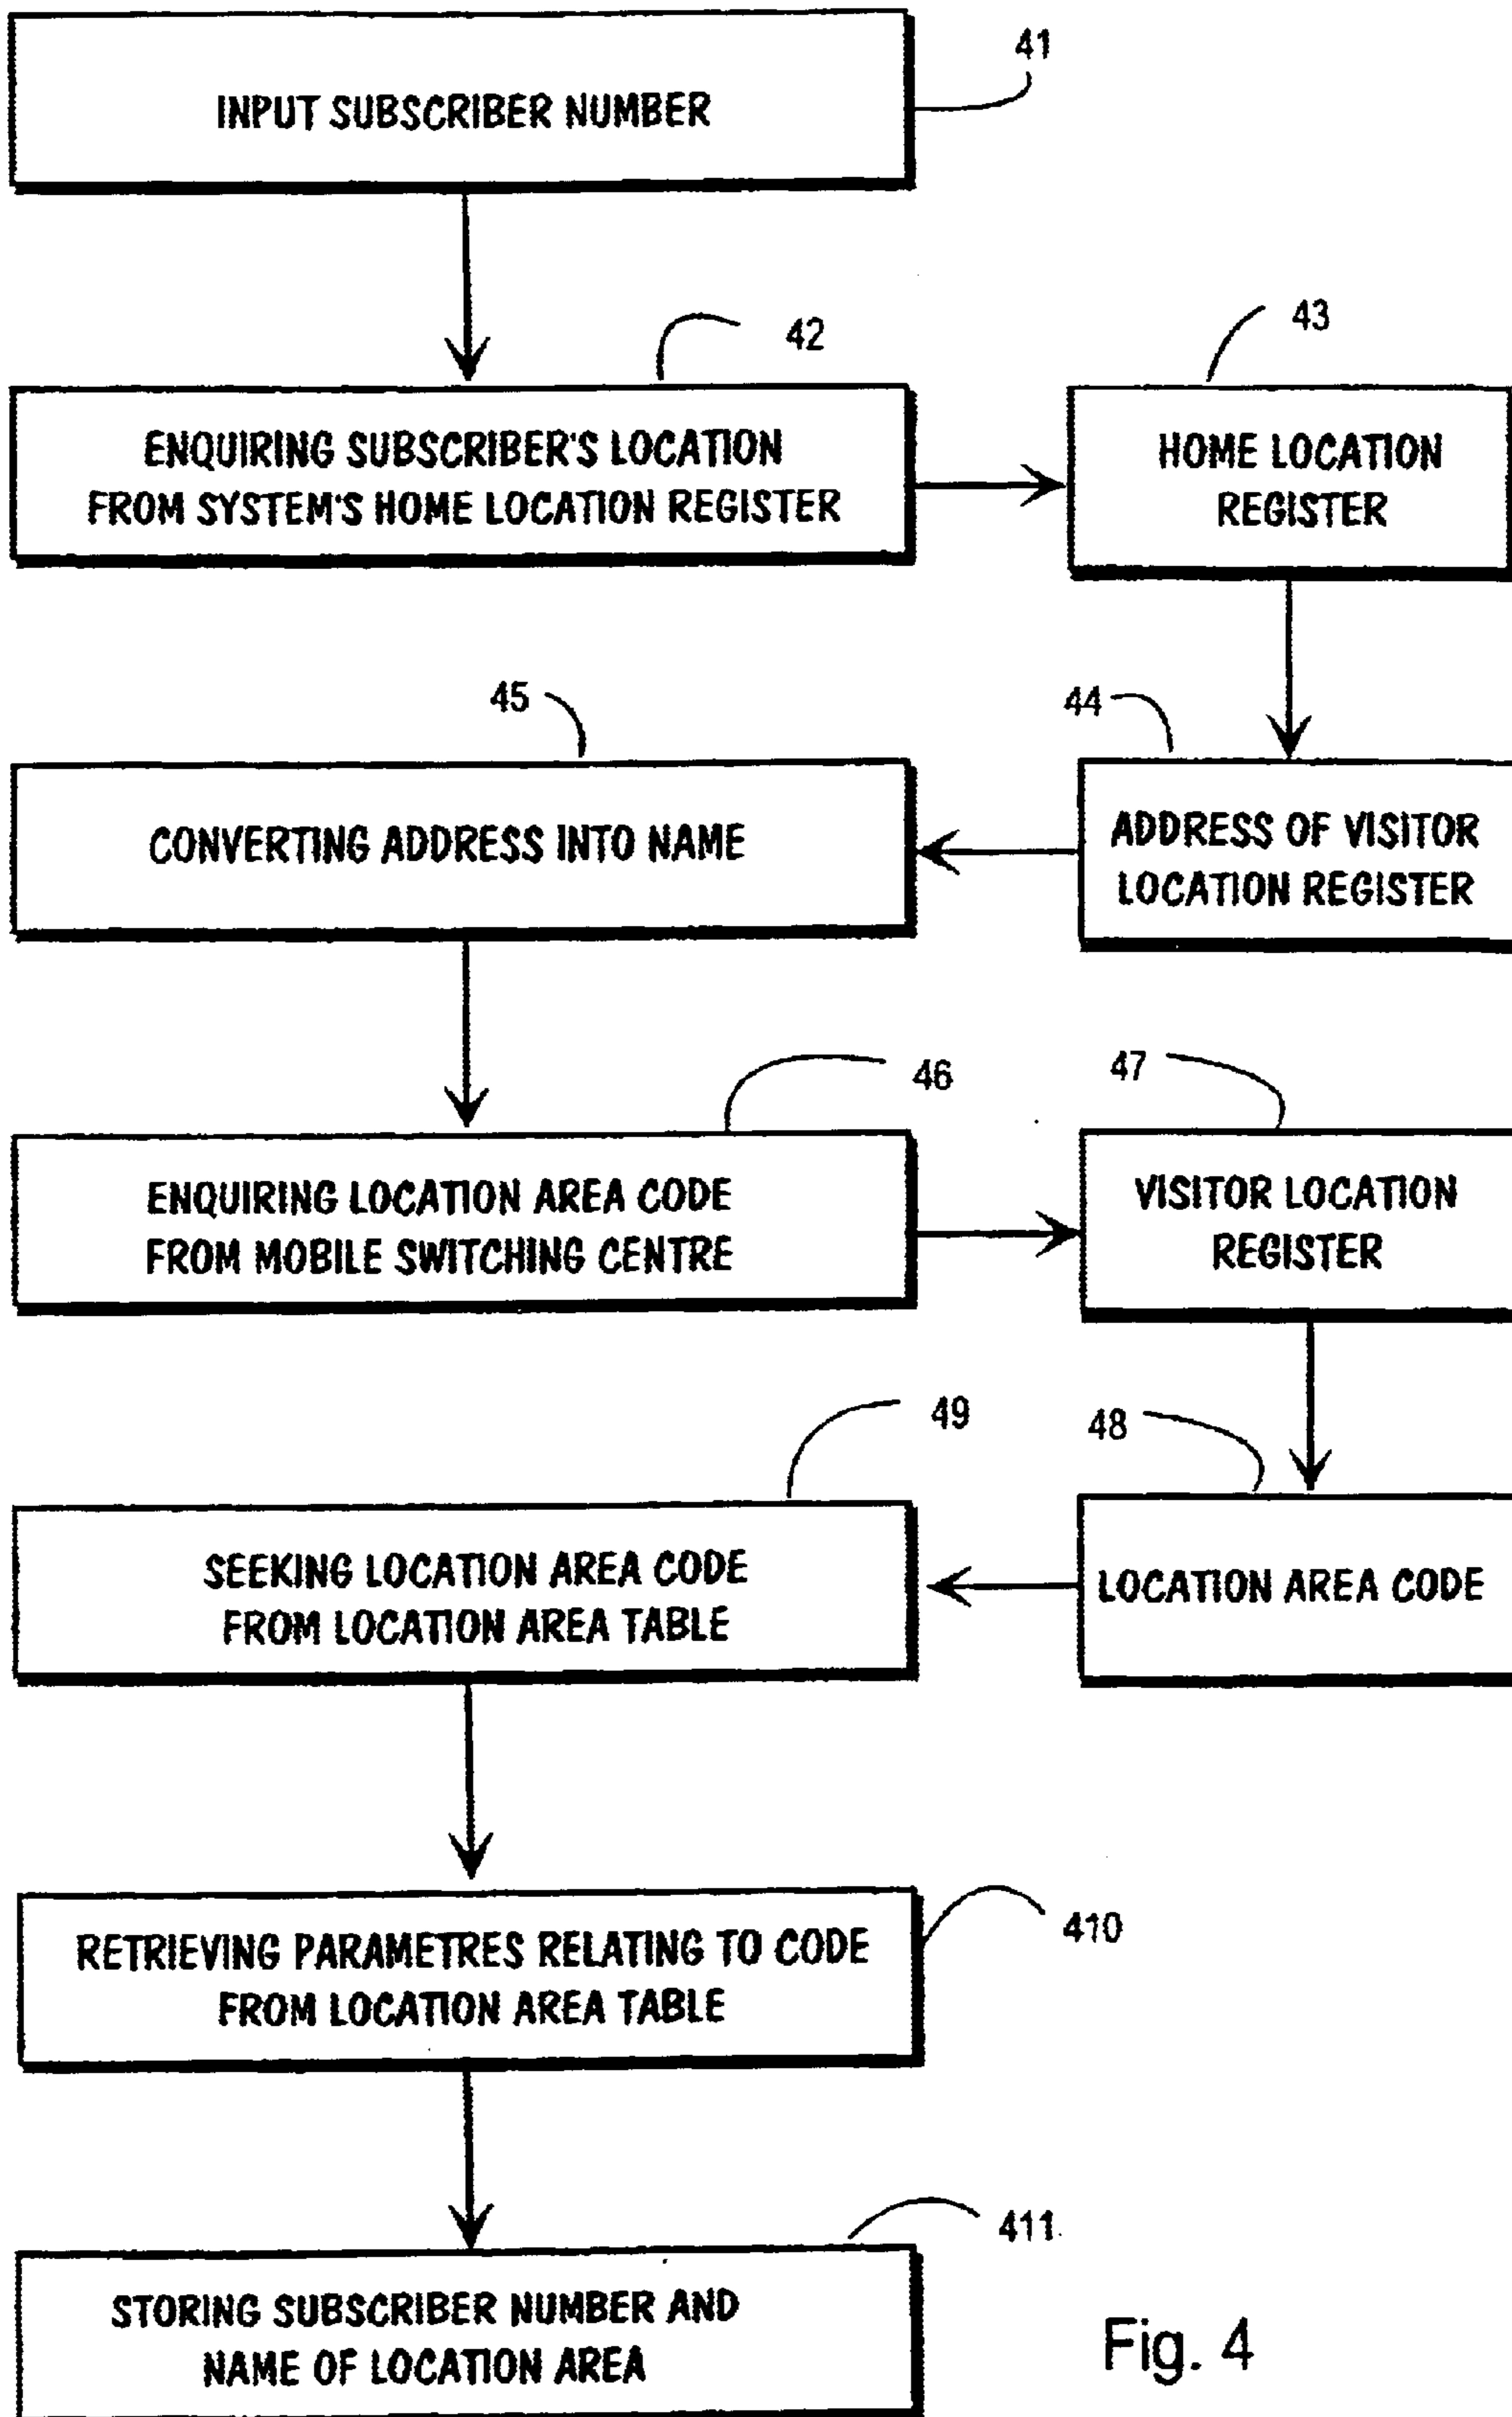 INPUT SUBSCRIBER NUMBER
41
42
ENQUIRING SUBSCRIBER'S LOCATION
FROM SYSTEM'S HOME LOCATION REGISTER
43
HOME LOCATION
REGISTER
44
ADDRESS OF VISITOR
LOCATION REGISTER
45
CONVERTING ADDRESS INTO NAME
46
ENQUIRING LOCATION AREA CODE
FROM MOBILE SWITCHING CENTRE
47
VISITOR LOCATION
REGISTER
48
LOCATION AREA CODE
49
SEEKING LOCATION AREA CODE
FROM LOCATION AREA TABLE
410
RETRIEVING PARAMETRES RELATING TO CODE
FROM LOCATION AREA TABLE
411
STORING SUBSCRIBER NUMBER AND
NAME OF LOCATION AREA
Fig. 4